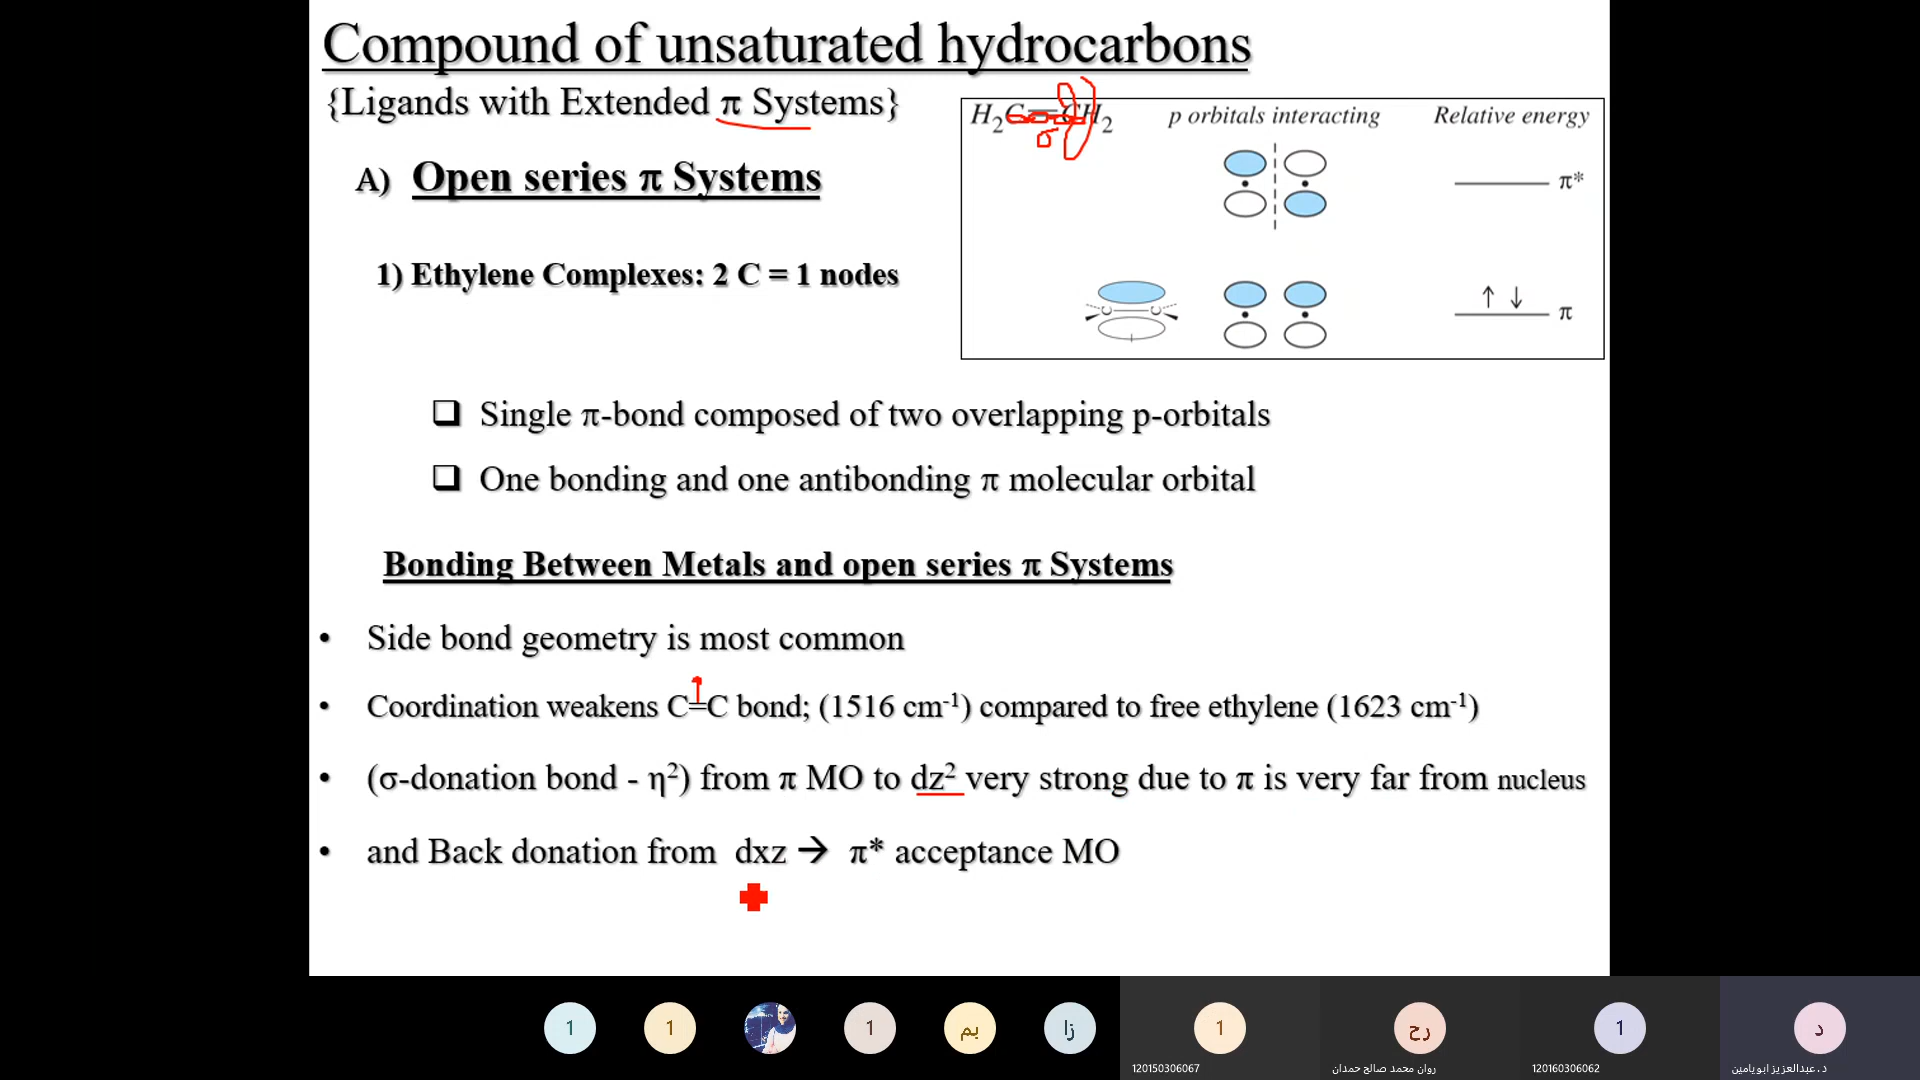 Compound of unsaturated hydrocarbons
{Ligands with Extended π Systems}
A) Open series π Systems
1) Ethylene Complexes: 2 C = 1 nodes
H₂C=CH₂ p orbitals interacting Relative energy
π*
π
σ
❑ Single π-bond composed of two overlapping p-orbitals
❑ One bonding and one antibonding π molecular orbital
Bonding Between Metals and open series π Systems
• Side bond geometry is most common
• Coordination weakens C=C bond; (1516 cm⁻¹) compared to free ethylene (1623 cm⁻¹)
• (σ-donation bond - η²) from π MO to dz² very strong due to π is very far from nucleus
• and Back donation from dxz → π* acceptance MO
1 1 1 بم زا 1 رح 1 د
120150306067 روان محمد صالح حمدان 120160306062 د.عبدالعزيز ابويامين